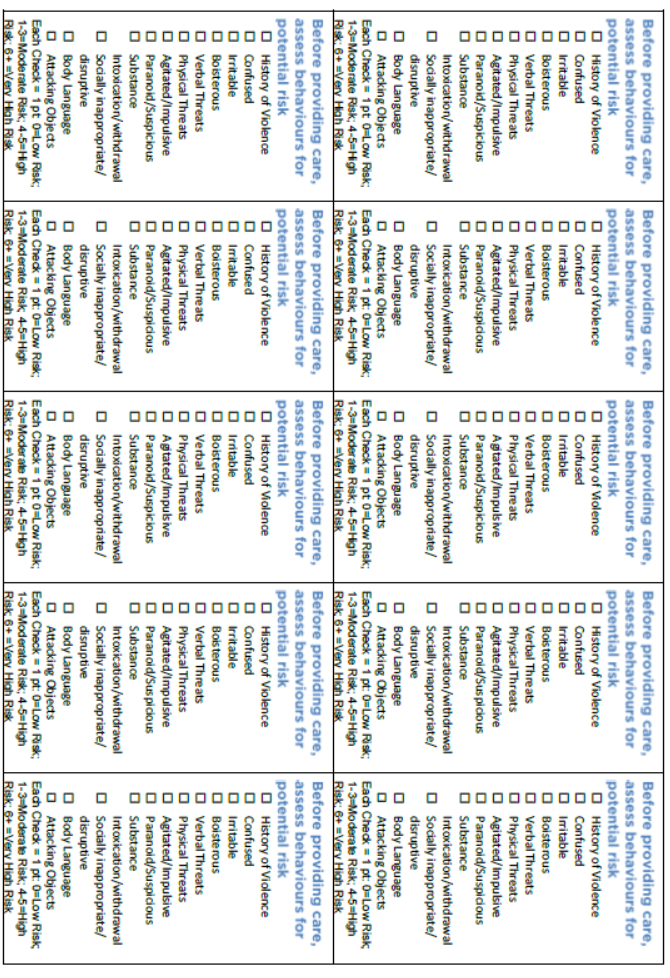 Before providing care,
assess behaviours for
potential risk
☐ History of Violence
☐ Confused
☐ Irritable
☐ Boisterous
☐ Verbal Threats
☐ Physical Threats
☐ Agitated/Impulsive
☐ Paranoid/Suspicious
☐ Substance
Intoxication/withdrawal
☐ Socially inappropriate/
disruptive
☐ Body Language
☐ Attacking Objects
Each Check = 1 pt 0=Low Risk;
1-3=Moderate Risk; 4-5=High
Risk; 6+ =Very High Risk
Before providing care,
assess behaviours for
potential risk
☐ History of Violence
☐ Confused
☐ Irritable
☐ Boisterous
☐ Verbal Threats
☐ Physical Threats
☐ Agitated/Impulsive
☐ Paranoid/Suspicious
☐ Substance
Intoxication/withdrawal
☐ Socially inappropriate/
disruptive
☐ Body Language
☐ Attacking Objects
Each Check = 1 pt 0=Low Risk;
1-3=Moderate Risk; 4-5=High
Risk; 6+ =Very High Risk
Before providing care,
assess behaviours for
potential risk
☐ History of Violence
☐ Confused
☐ Irritable
☐ Boisterous
☐ Verbal Threats
☐ Physical Threats
☐ Agitated/Impulsive
☐ Paranoid/Suspicious
☐ Substance
Intoxication/withdrawal
☐ Socially inappropriate/
disruptive
☐ Body Language
☐ Attacking Objects
Each Check = 1 pt 0=Low Risk;
1-3=Moderate Risk; 4-5=High
Risk; 6+ =Very High Risk
Before providing care,
assess behaviours for
potential risk
☐ History of Violence
☐ Confused
☐ Irritable
☐ Boisterous
☐ Verbal Threats
☐ Physical Threats
☐ Agitated/Impulsive
☐ Paranoid/Suspicious
☐ Substance
Intoxication/withdrawal
☐ Socially inappropriate/
disruptive
☐ Body Language
☐ Attacking Objects
Each Check = 1 pt 0=Low Risk;
1-3=Moderate Risk; 4-5=High
Risk; 6+ =Very High Risk
Before providing care,
assess behaviours for
potential risk
☐ History of Violence
☐ Confused
☐ Irritable
☐ Boisterous
☐ Verbal Threats
☐ Physical Threats
☐ Agitated/Impulsive
☐ Paranoid/Suspicious
☐ Substance
Intoxication/withdrawal
☐ Socially inappropriate/
disruptive
☐ Body Language
☐ Attacking Objects
Each Check = 1 pt 0=Low Risk;
1-3=Moderate Risk; 4-5=High
Risk; 6+ =Very High Risk
Before providing care,
assess behaviours for
potential risk
☐ History of Violence
☐ Confused
☐ Irritable
☐ Boisterous
☐ Verbal Threats
☐ Physical Threats
☐ Agitated/Impulsive
☐ Paranoid/Suspicious
☐ Substance
Intoxication/withdrawal
☐ Socially inappropriate/
disruptive
☐ Body Language
☐ Attacking Objects
Each Check = 1 pt 0=Low Risk;
1-3=Moderate Risk; 4-5=High
Risk; 6+ =Very High Risk
Before providing care,
assess behaviours for
potential risk
☐ History of Violence
☐ Confused
☐ Irritable
☐ Boisterous
☐ Verbal Threats
☐ Physical Threats
☐ Agitated/Impulsive
☐ Paranoid/Suspicious
☐ Substance
Intoxication/withdrawal
☐ Socially inappropriate/
disruptive
☐ Body Language
☐ Attacking Objects
Each Check = 1 pt 0=Low Risk;
1-3=Moderate Risk; 4-5=High
Risk; 6+ =Very High Risk
Before providing care,
assess behaviours for
potential risk
☐ History of Violence
☐ Confused
☐ Irritable
☐ Boisterous
☐ Verbal Threats
☐ Physical Threats
☐ Agitated/Impulsive
☐ Paranoid/Suspicious
☐ Substance
Intoxication/withdrawal
☐ Socially inappropriate/
disruptive
☐ Body Language
☐ Attacking Objects
Each Check = 1 pt 0=Low Risk;
1-3=Moderate Risk; 4-5=High
Risk; 6+ =Very High Risk
Before providing care,
assess behaviours for
potential risk
☐ History of Violence
☐ Confused
☐ Irritable
☐ Boisterous
☐ Verbal Threats
☐ Physical Threats
☐ Agitated/Impulsive
☐ Paranoid/Suspicious
☐ Substance
Intoxication/withdrawal
☐ Socially inappropriate/
disruptive
☐ Body Language
☐ Attacking Objects
Each Check = 1 pt 0=Low Risk;
1-3=Moderate Risk; 4-5=High
Risk; 6+ =Very High Risk
Before providing care,
assess behaviours for
potential risk
☐ History of Violence
☐ Confused
☐ Irritable
☐ Boisterous
☐ Verbal Threats
☐ Physical Threats
☐ Agitated/Impulsive
☐ Paranoid/Suspicious
☐ Substance
Intoxication/withdrawal
☐ Socially inappropriate/
disruptive
☐ Body Language
☐ Attacking Objects
Each Check = 1 pt 0=Low Risk;
1-3=Moderate Risk; 4-5=High
Risk; 6+ =Very High Risk